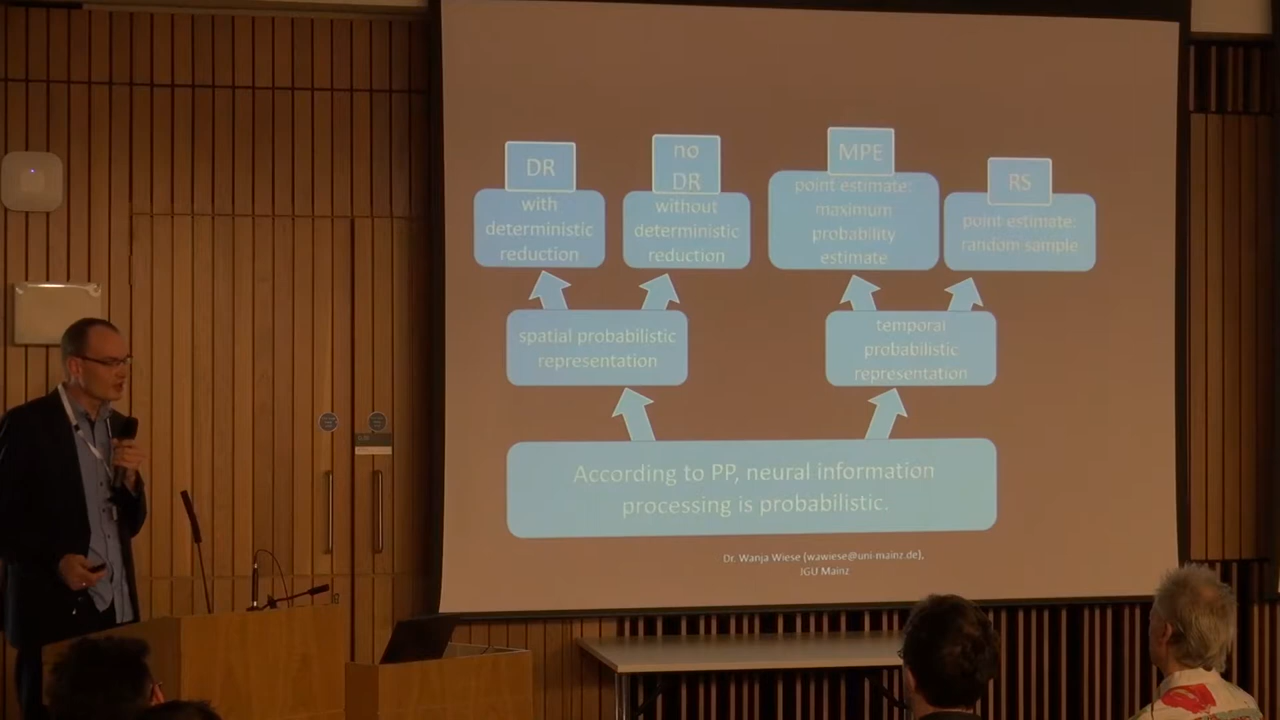 DR
with
deterministic
reduction
no
DR
without
deterministic
reduction
MPE
point estimate:
maximum
probability
estimate
RS
point estimate:
random sample
spatial probabilistic
representation
temporal
probabilistic
representation
According to PP, neural information
processing is probabilistic.
Dr. Wanja Wiese (wawiese@uni-mainz.de),
JGU Mainz